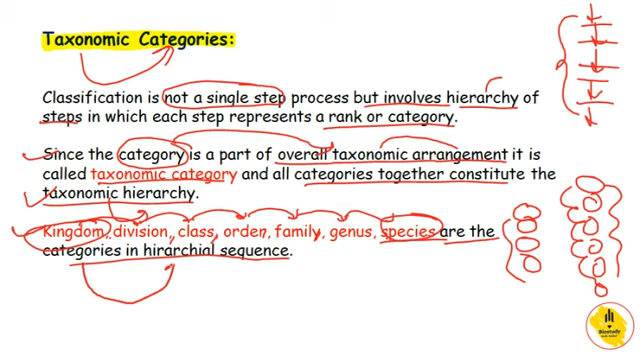 Taxonomic Categories:
Classification is not a single step process but involves hierarchy of
steps in which each step represents a rank or category.
Since the category is a part of overall taxonomic arrangement it is
called taxonomic category and all categories together constitute the
taxonomic hierarchy.
Kingdom, division, class, order, family, genus, species are the
categories in hirarchial sequence.